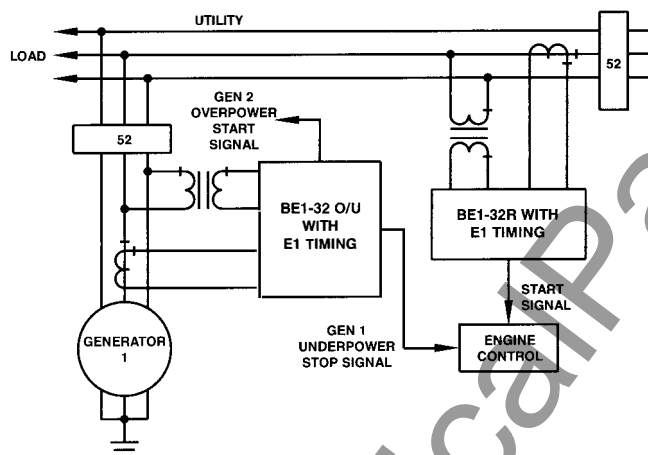 UTILITY
LOAD
52
52
GEN 2
OVERPOWER
START
SIGNAL
BE1-32 O/U
WITH
E1 TIMING
BE1-32R WITH
E1 TIMING
START
SIGNAL
GEN 1
UNDERPOWER
STOP SIGNAL
ENGINE
CONTROL
GENERATOR
1